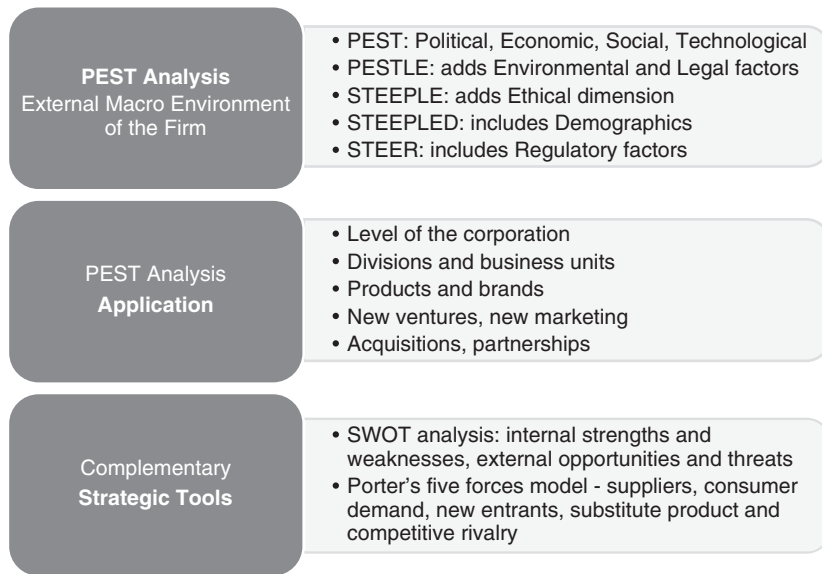 PEST Analysis
External Macro Environment
of the Firm
• PEST: Political, Economic, Social, Technological
• PESTLE: adds Environmental and Legal factors
• STEEPLE: adds Ethical dimension
• STEEPLED: includes Demographics
• STEER: includes Regulatory factors
PEST Analysis
Application
• Level of the corporation
• Divisions and business units
• Products and brands
• New ventures, new marketing
• Acquisitions, partnerships
Complementary
Strategic Tools
• SWOT analysis: internal strengths and
weaknesses, external opportunities and threats
• Porter's five forces model - suppliers, consumer
demand, new entrants, substitute product and
competitive rivalry